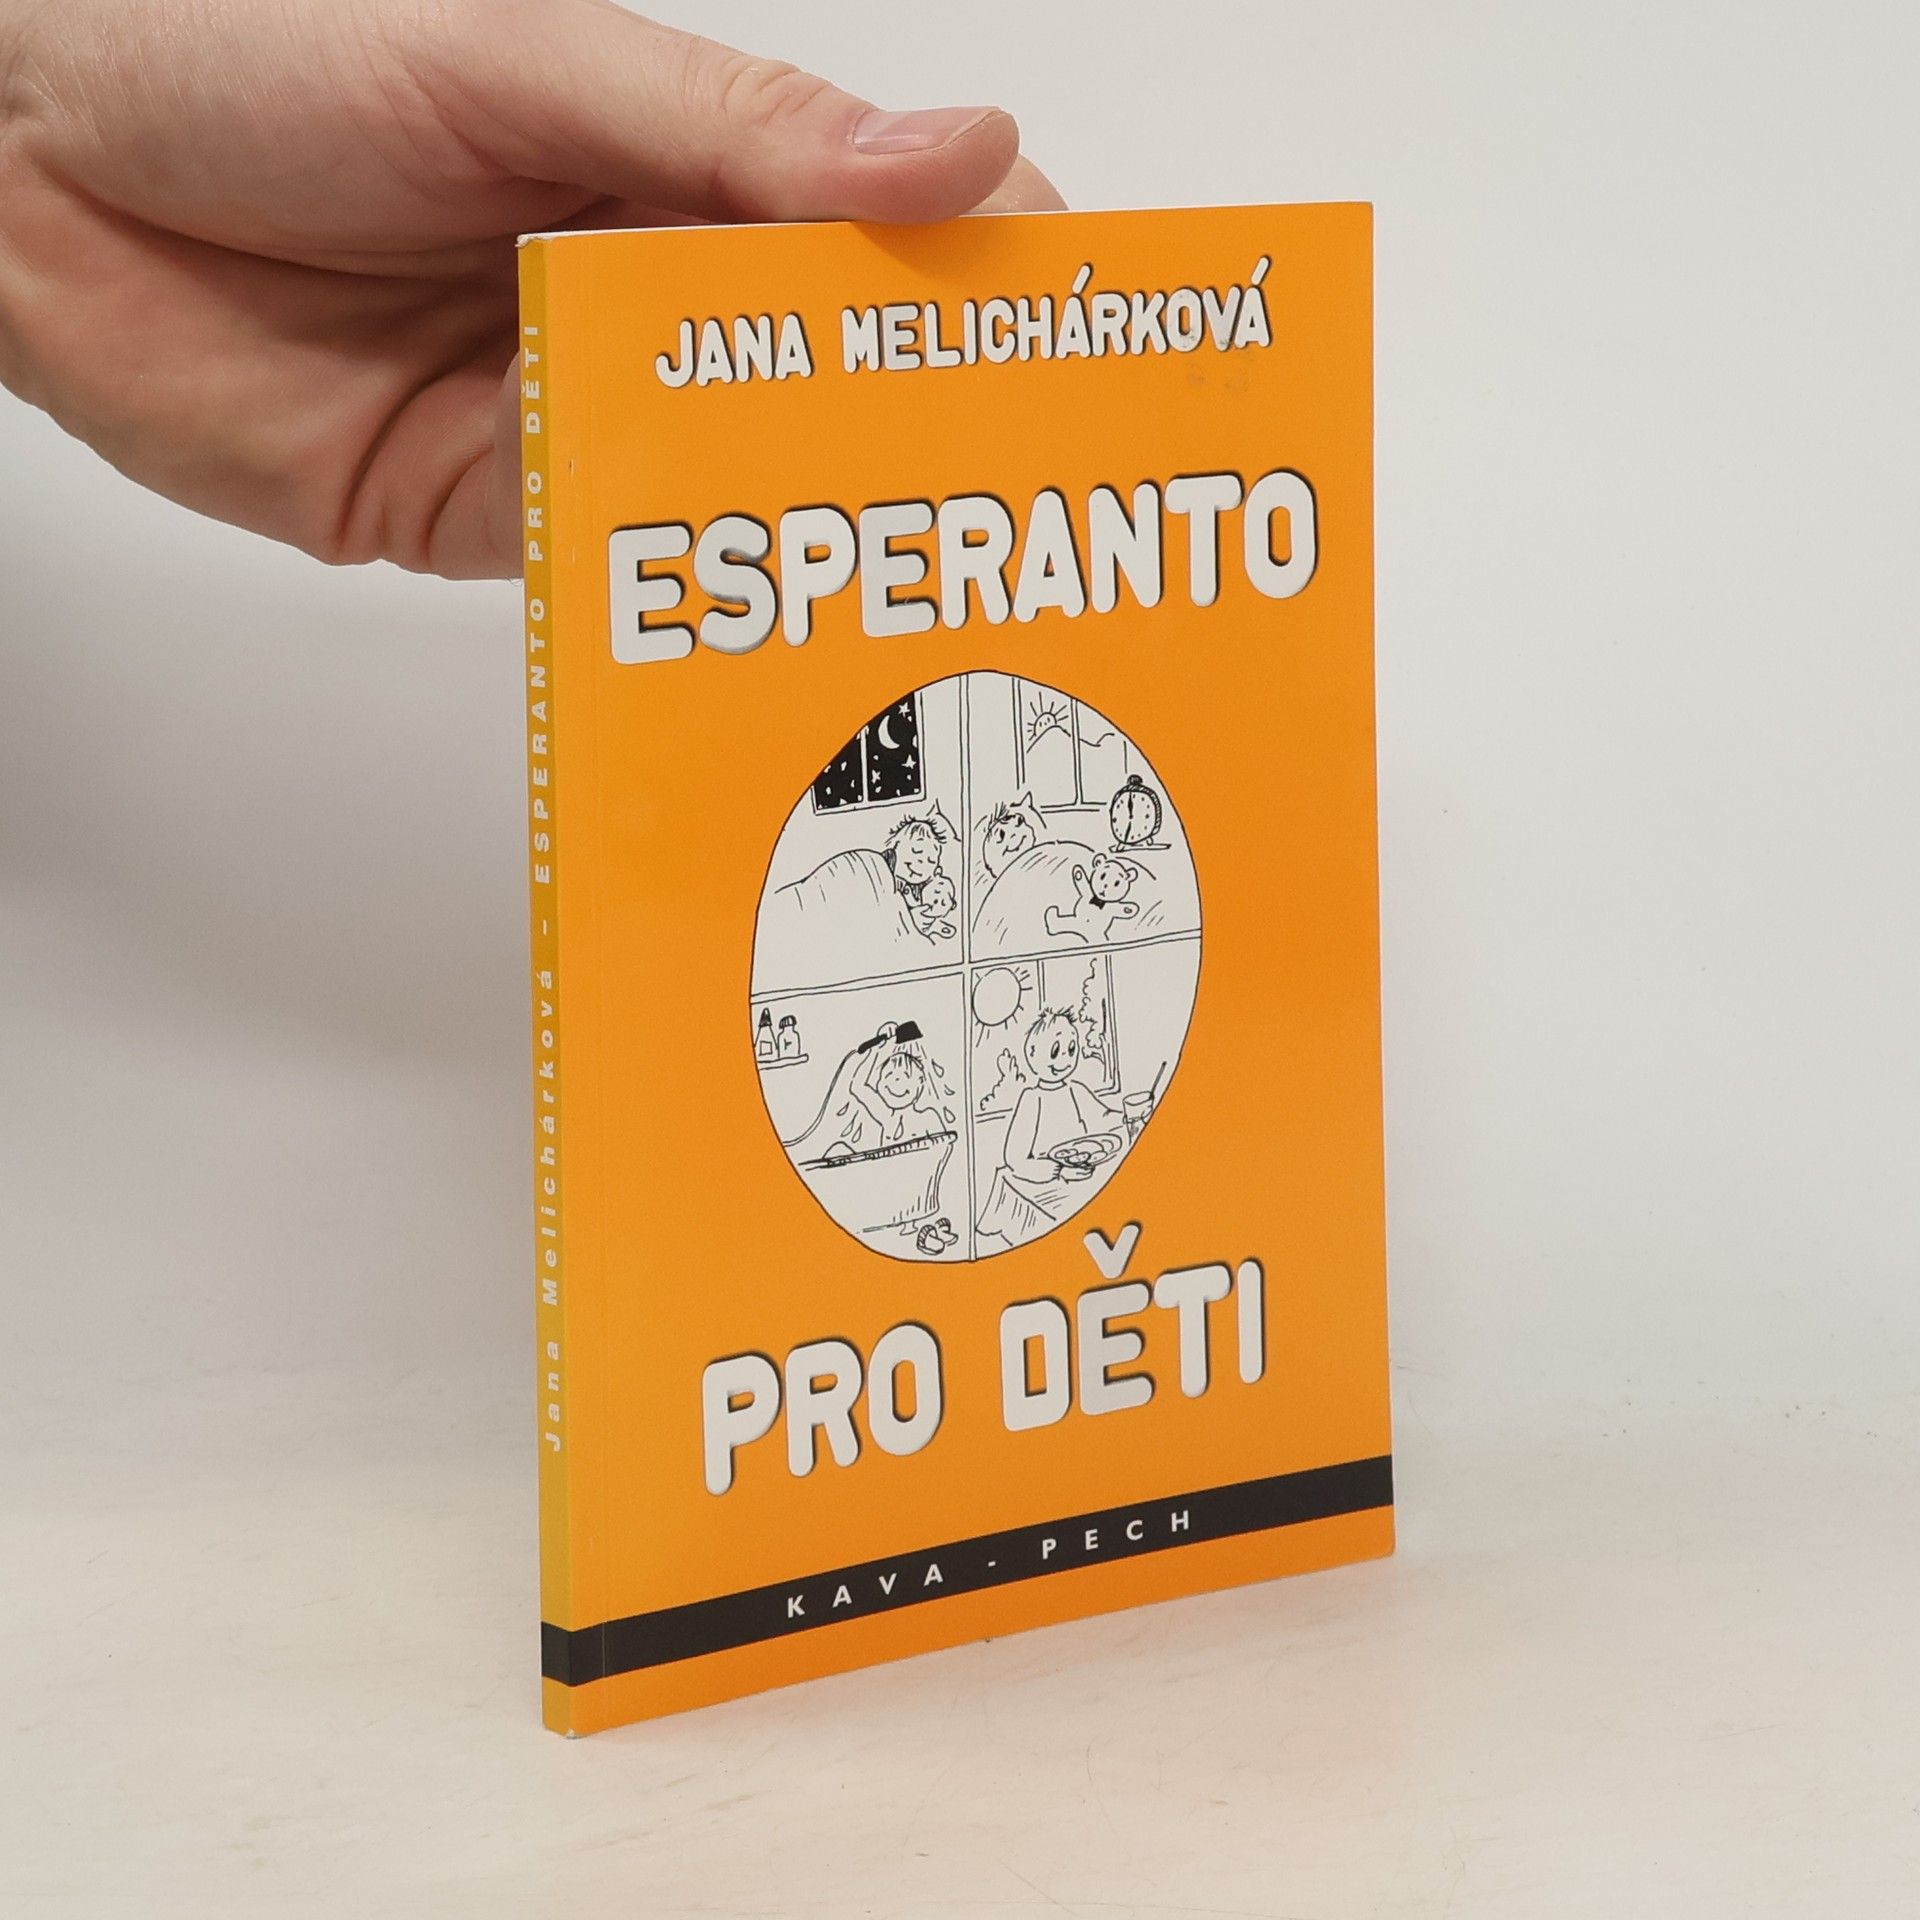 JANA MELICHÁRKOVÁ
ESPERANTO
PRO DĚTI
KAVA - PECH
Jana Melichárková - ESPERANTO PRO DĚTI